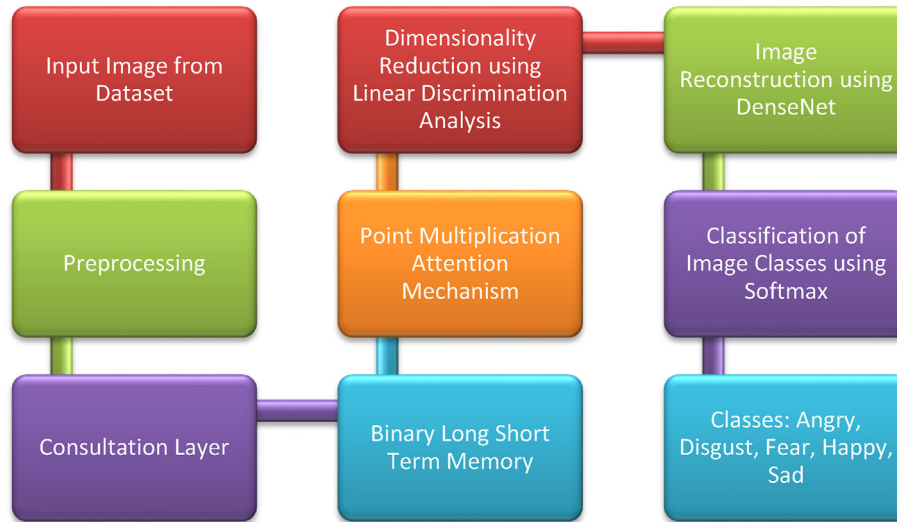 Input Image from
Dataset
Preprocessing
Consultation Layer
Binary Long Short
Term Memory
Point Multiplication
Attention
Mechanism
Dimensionality
Reduction using
Linear Discrimination
Analysis
Image
Reconstruction using
DenseNet
Classification of
Image Classes using
Softmax
Classes: Angry,
Disgust, Fear, Happy,
Sad